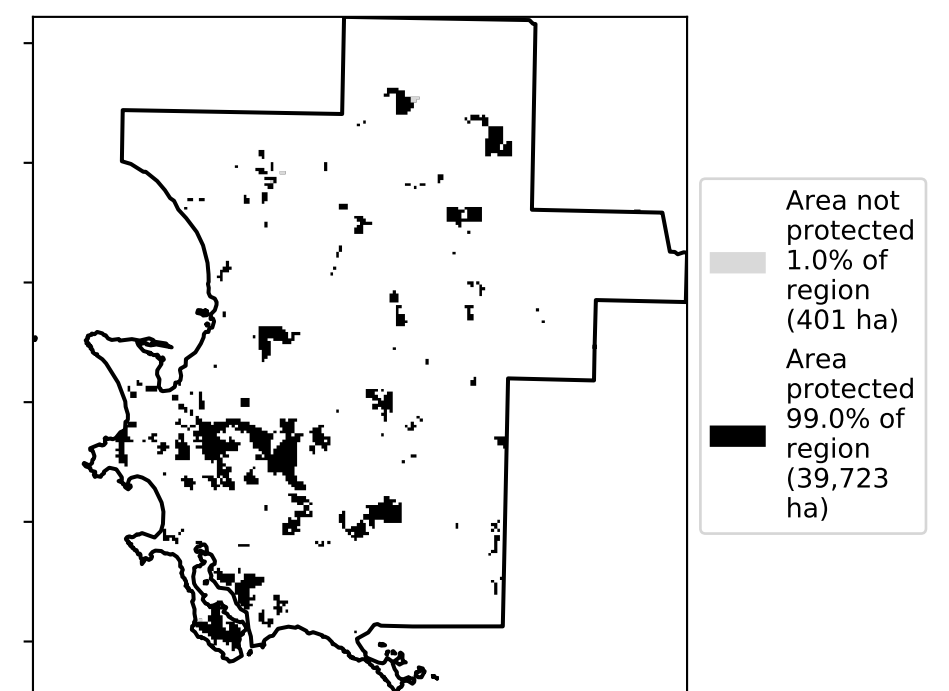 Area not
protected
1.0% of
region
(401 ha)
Area
protected
99.0% of
region
(39,723
ha)